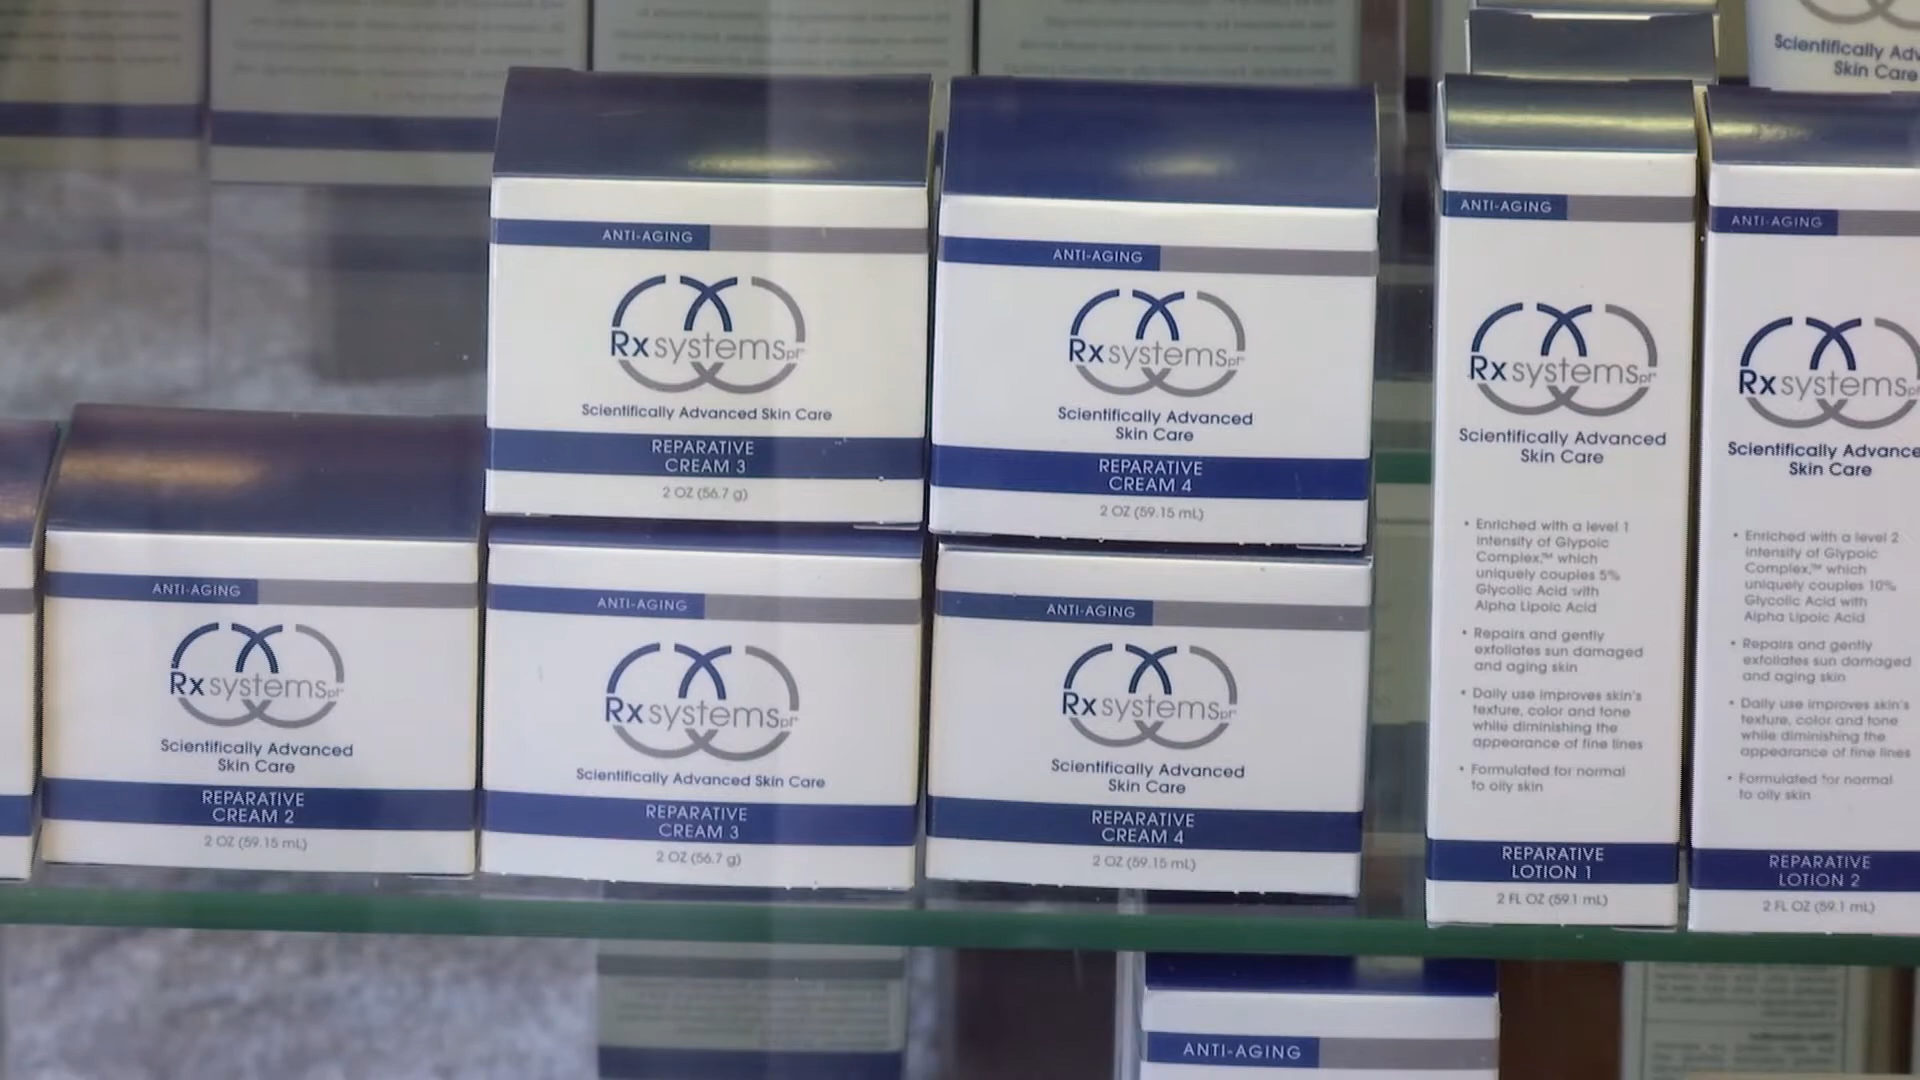 Scientifically Adv
Skin Care
ANTI-AGING
Rx systems pr
Scientifically Advanced Skin Care
REPARATIVE
CREAM 3
2 OZ (56.7 g)
ANTI-AGING
Rx systems pr
Scientifically Advanced
Skin Care
REPARATIVE
CREAM 4
2 OZ (59.15 mL)
ANTI-AGING
Rx systems pr
Scientifically Advanced
Skin Care
• Enriched with a level 1
intensity of Glypoic
Complex,™ which
uniquely couples 5%
Glycolic Acid with
Alpha Lipoic Acid
• Repairs and gently
exfoliates sun damaged
and aging skin
• Daily use improves skin's
texture, color and tone
while diminishing the
appearance of fine lines
• Formulated for normal
to oily skin
REPARATIVE
LOTION 1
2 FL OZ (59.1 mL)
ANTI-AGING
Rx systems p
Scientifically Advance
Skin Care
• Enriched with a level 2
intensity of Glypoic
Complex,™ which
uniquely couples 10%
Glycolic Acid with
Alpha Lipoic Acid
• Repairs and gently
exfoliates sun damaged
and aging skin
• Daily use improves skin's
texture, color and tone
while diminishing the
appearance of fine lines
• Formulated for normal
to oily skin
REPARATIVE
LOTION 2
2 FL OZ (59.1 mL)
ANTI-AGING
Rx systems pr
Scientifically Advanced
Skin Care
REPARATIVE
CREAM 2
2 OZ (59.15 mL)
ANTI-AGING
Rx systems pr
Scientifically Advanced Skin Care
REPARATIVE
CREAM 3
2 OZ (56.7 g)
ANTI-AGING
Rx systems pr
Scientifically Advanced
Skin Care
REPARATIVE
CREAM 4
2 OZ (59.15 mL)
ANTI-AGING